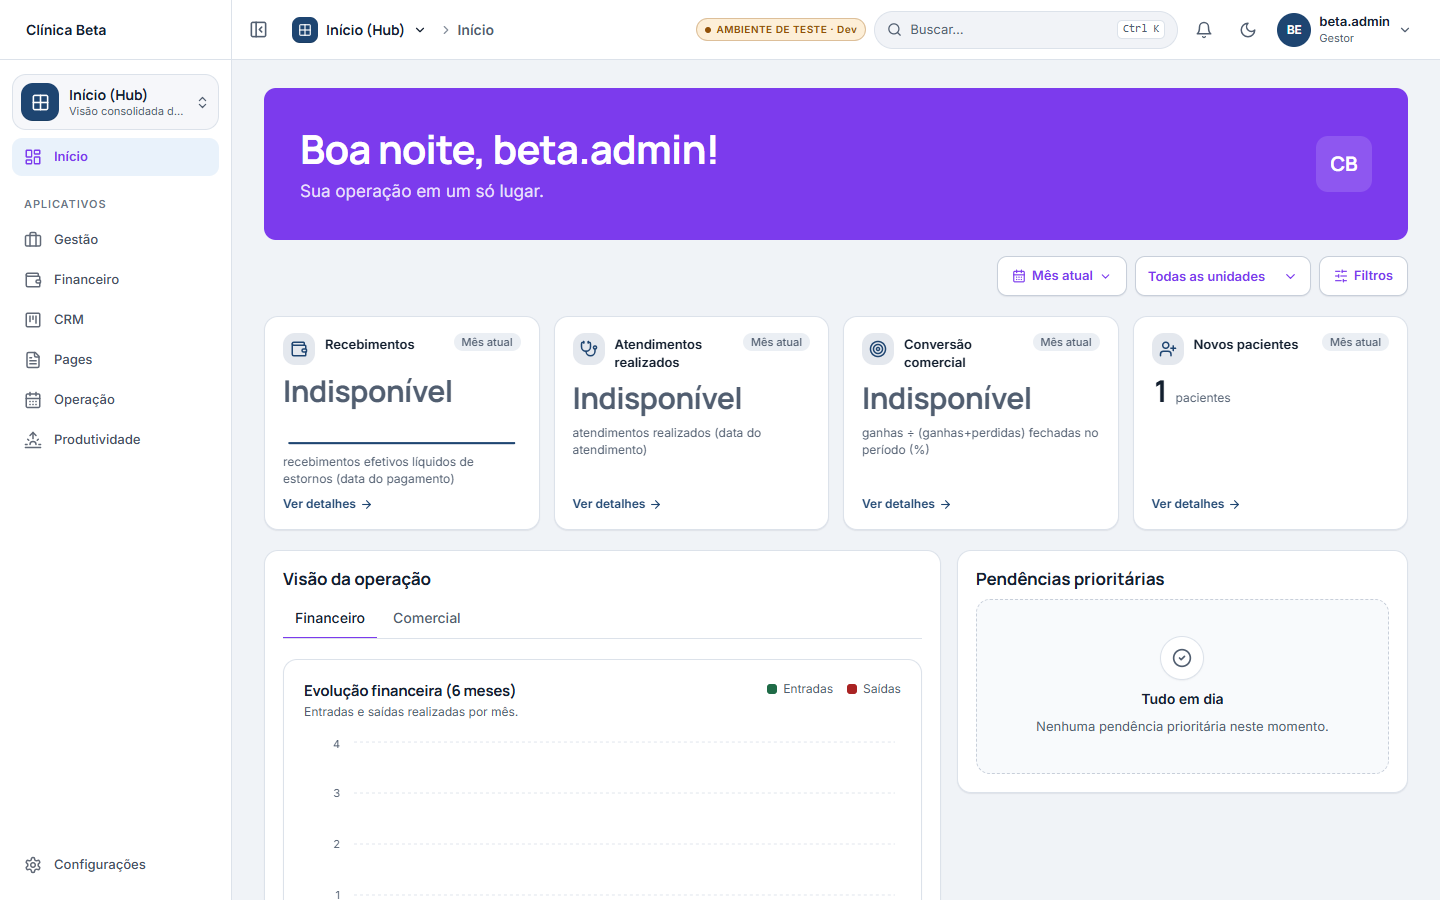 Clínica Beta
Início (Hub)
Início
AMBIENTE DE TESTE · Dev
Buscar...
Ctrl K
BE
beta.admin
Gestor
Início (Hub)
Visão consolidada d...
Início
APLICATIVOS
Gestão
Financeiro
CRM
Pages
Operação
Produtividade
Configurações
Boa noite, beta.admin!
Sua operação em um só lugar.
CB
Mês atual
Todas as unidades
Filtros
Recebimentos
Mês atual
Indisponível
recebimentos efetivos líquidos de
estornos (data do pagamento)
Ver detalhes
Atendimentos
realizados
Mês atual
Indisponível
atendimentos realizados (data do
atendimento)
Ver detalhes
Conversão
comercial
Mês atual
Indisponível
ganhas ÷ (ganhas+perdidas) fechadas no
período (%)
Ver detalhes
Novos pacientes
Mês atual
1 pacientes
Ver detalhes
Visão da operação
Financeiro
Comercial
Evolução financeira (6 meses)
Entradas e saídas realizadas por mês.
Entradas
Saídas
4
3
2
1
Pendências prioritárias
Tudo em dia
Nenhuma pendência prioritária neste momento.